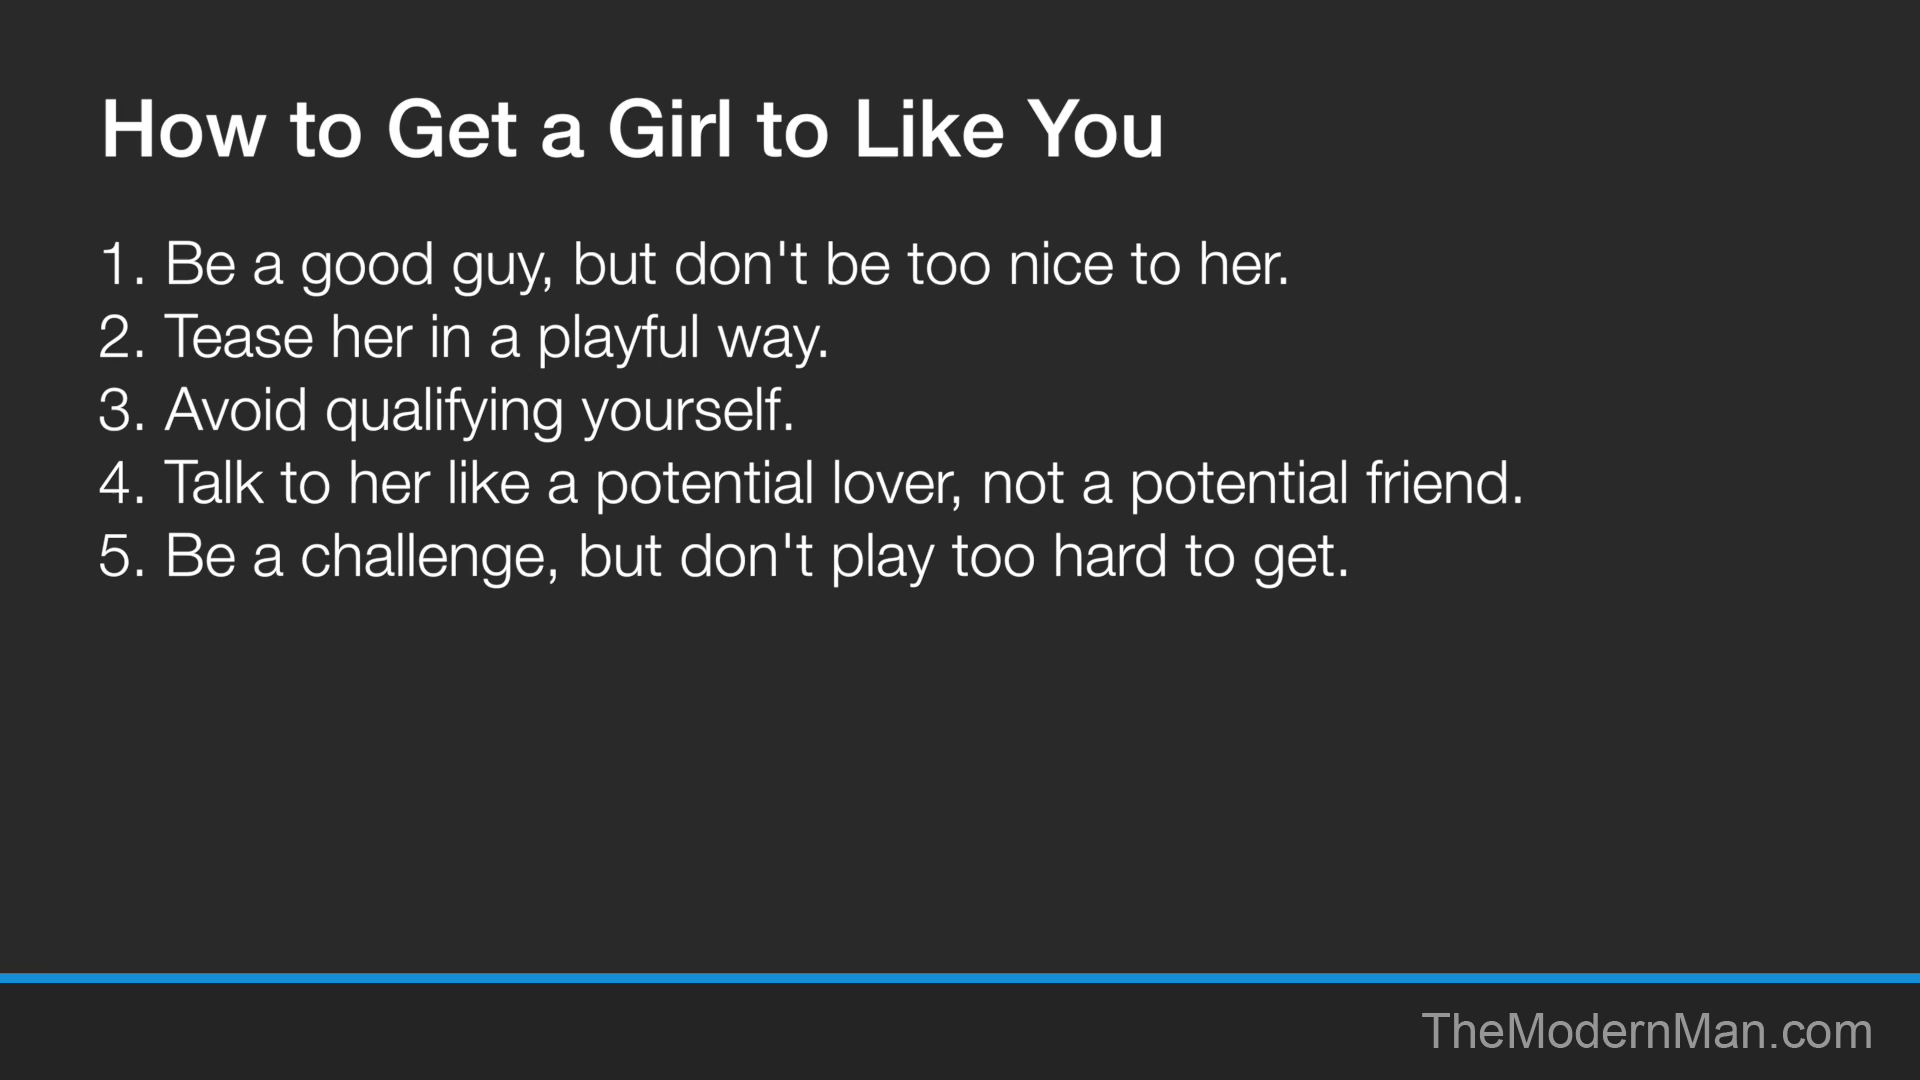 How to Get a Girl to Like You
1. Be a good guy, but don't be too nice to her.
2. Tease her in a playful way.
3. Avoid qualifying yourself.
4. Talk to her like a potential lover, not a potential friend.
5. Be a challenge, but don't play too hard to get.
TheModernMan.com